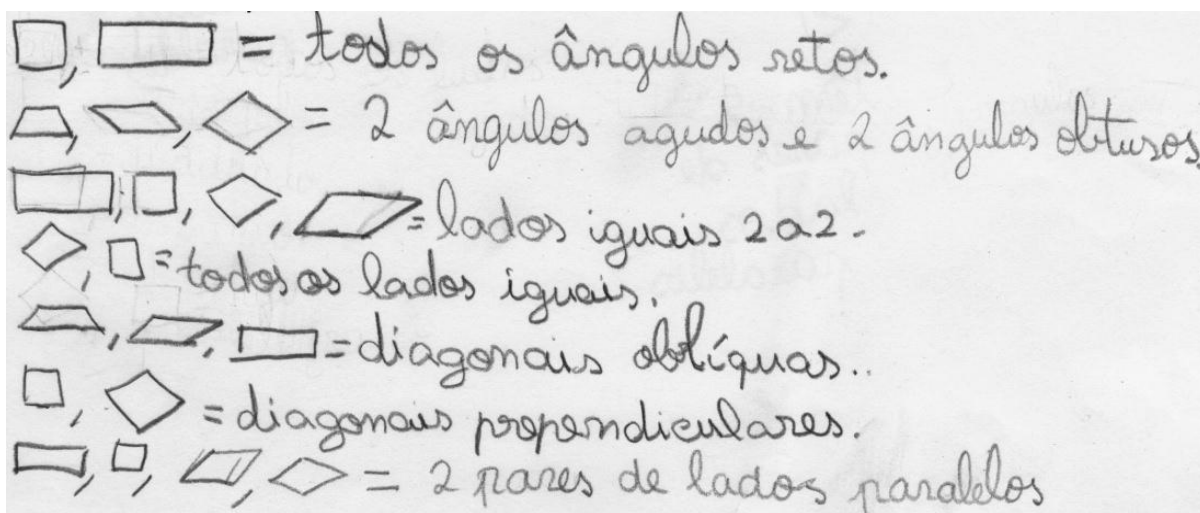 = todos os ângulos retos.
= 2 ângulos agudos e 2 ângulos obtusos
= lados iguais 2 a 2.
= todos os lados iguais.
= diagonais oblíquas..
= diagonais prependiculares.
= 2 pares de lados paralelos